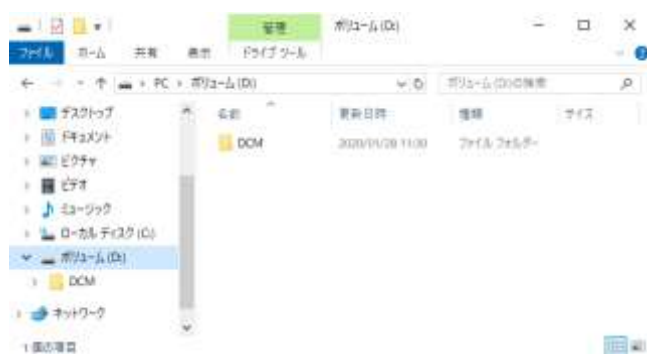 管理 ボリューム (D:)
ファイル ホーム 共有 表示 ドライブ ツール
PC › ボリューム (D:) ボリューム (D:)の検索
名前 更新日時 種類 サイズ
DCM 2020/01/28 11:00 ファイル フォルダー
デスクトップ
ドキュメント
ピクチャ
ビデオ
ミュージック
ローカル ディスク (C:)
ボリューム (D:)
DCM
ネットワーク
1 個の項目